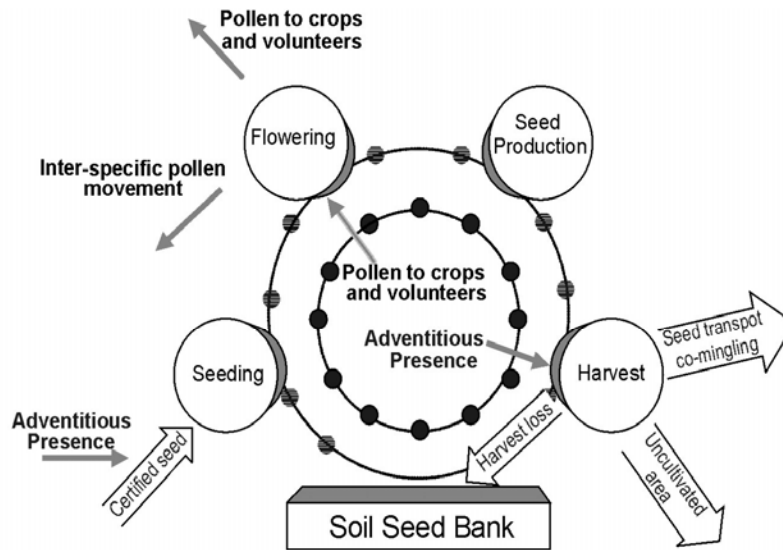 Pollen to crops
and volunteers
Flowering
Seed
Production
Inter-specific pollen
movement
Pollen to crops
and volunteers
Adventitious
Presence
Seeding
Harvest
Seed transpot
co-mingling
Adventitious
Presence
Certified seed
Harvest loss
Uncultivated
area
Soil Seed Bank